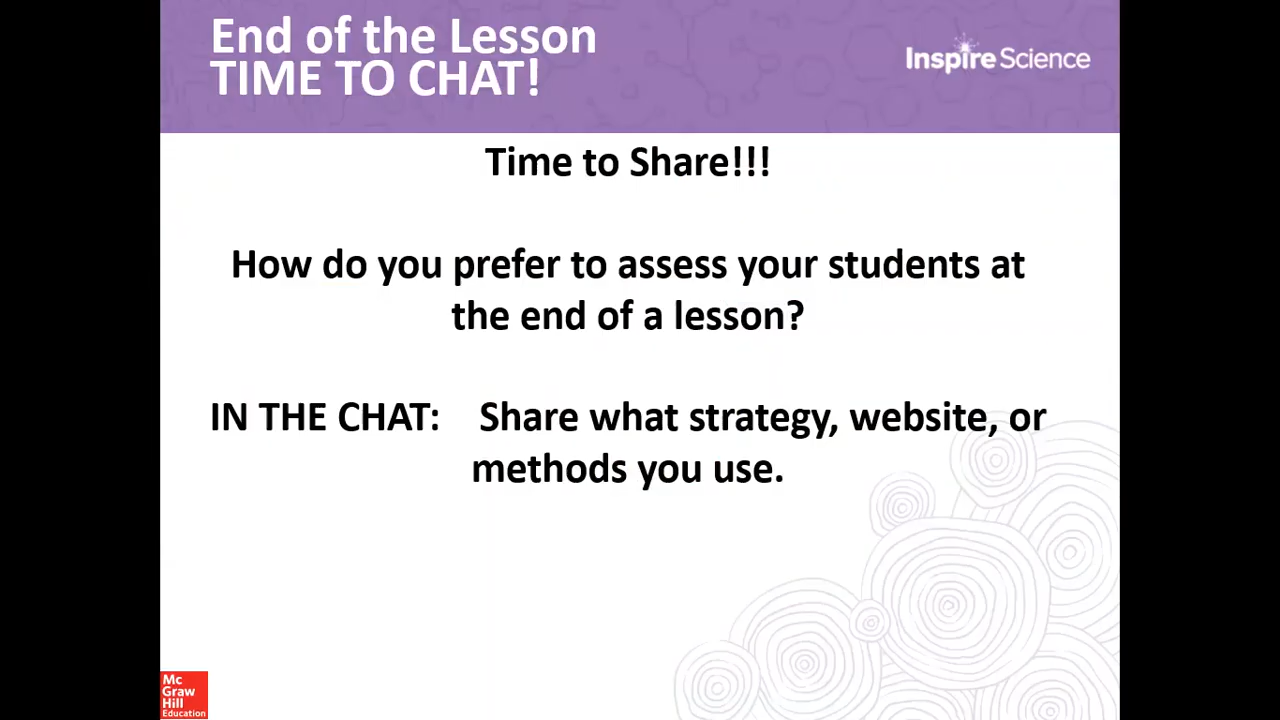 End of the Lesson
TIME TO CHAT!
Inspire Science
Time to Share!!!
How do you prefer to assess your students at
the end of a lesson?
IN THE CHAT: Share what strategy, website, or
methods you use.
Mc
Graw
Hill
Education